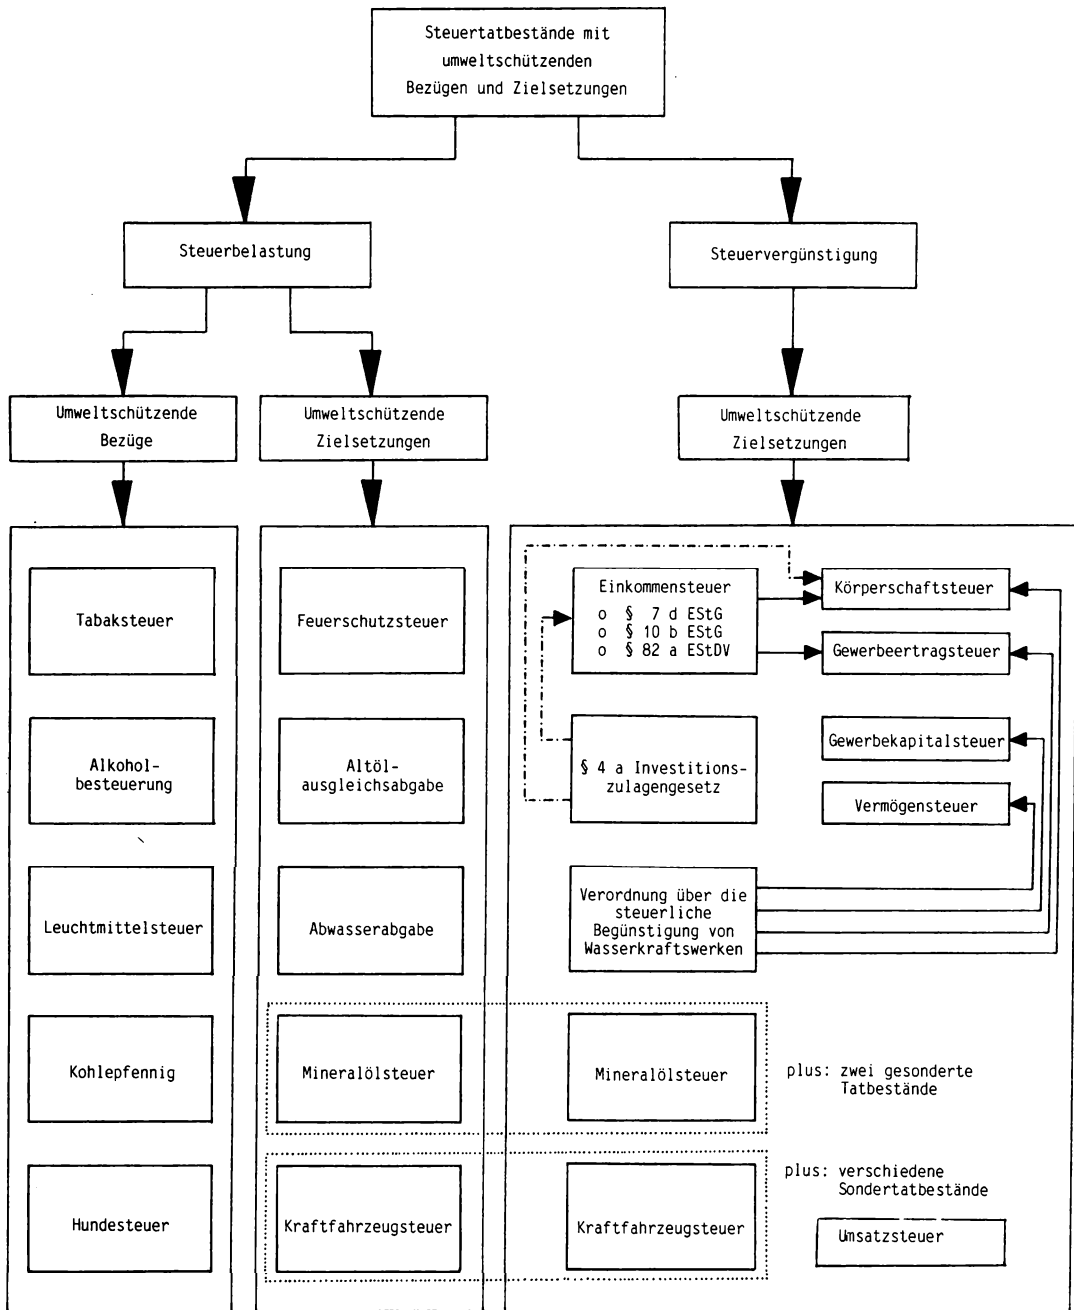 Steuertatbestände mit
umweltschützenden
Bezügen und Zielsetzungen
Steuerbelastung
Steuervergünstigung
Umweltschützende
Bezüge
Umweltschützende
Zielsetzungen
Umweltschützende
Zielsetzungen
Tabaksteuer
Alkohol-
besteuerung
Leuchtmittelsteuer
Kohlepfennig
Hundesteuer
Feuerschutzsteuer
Altöl-
ausgleichsabgabe
Abwasserabgabe
Mineralölsteuer
Kraftfahrzeugsteuer
Einkommensteuer
o § 7 d EStG
o § 10 b EStG
o § 82 a EStDV
§ 4 a Investitions-
zulagengesetz
Verordnung über die
steuerliche
Begünstigung von
Wasserkraftswerken
Mineralölsteuer
Kraftfahrzeugsteuer
Körperschaftsteuer
Gewerbeertragsteuer
Gewerbekapitalsteuer
Vermögensteuer
plus: zwei gesonderte
Tatbestände
plus: verschiedene
Sondertatbestände
Umsatzsteuer